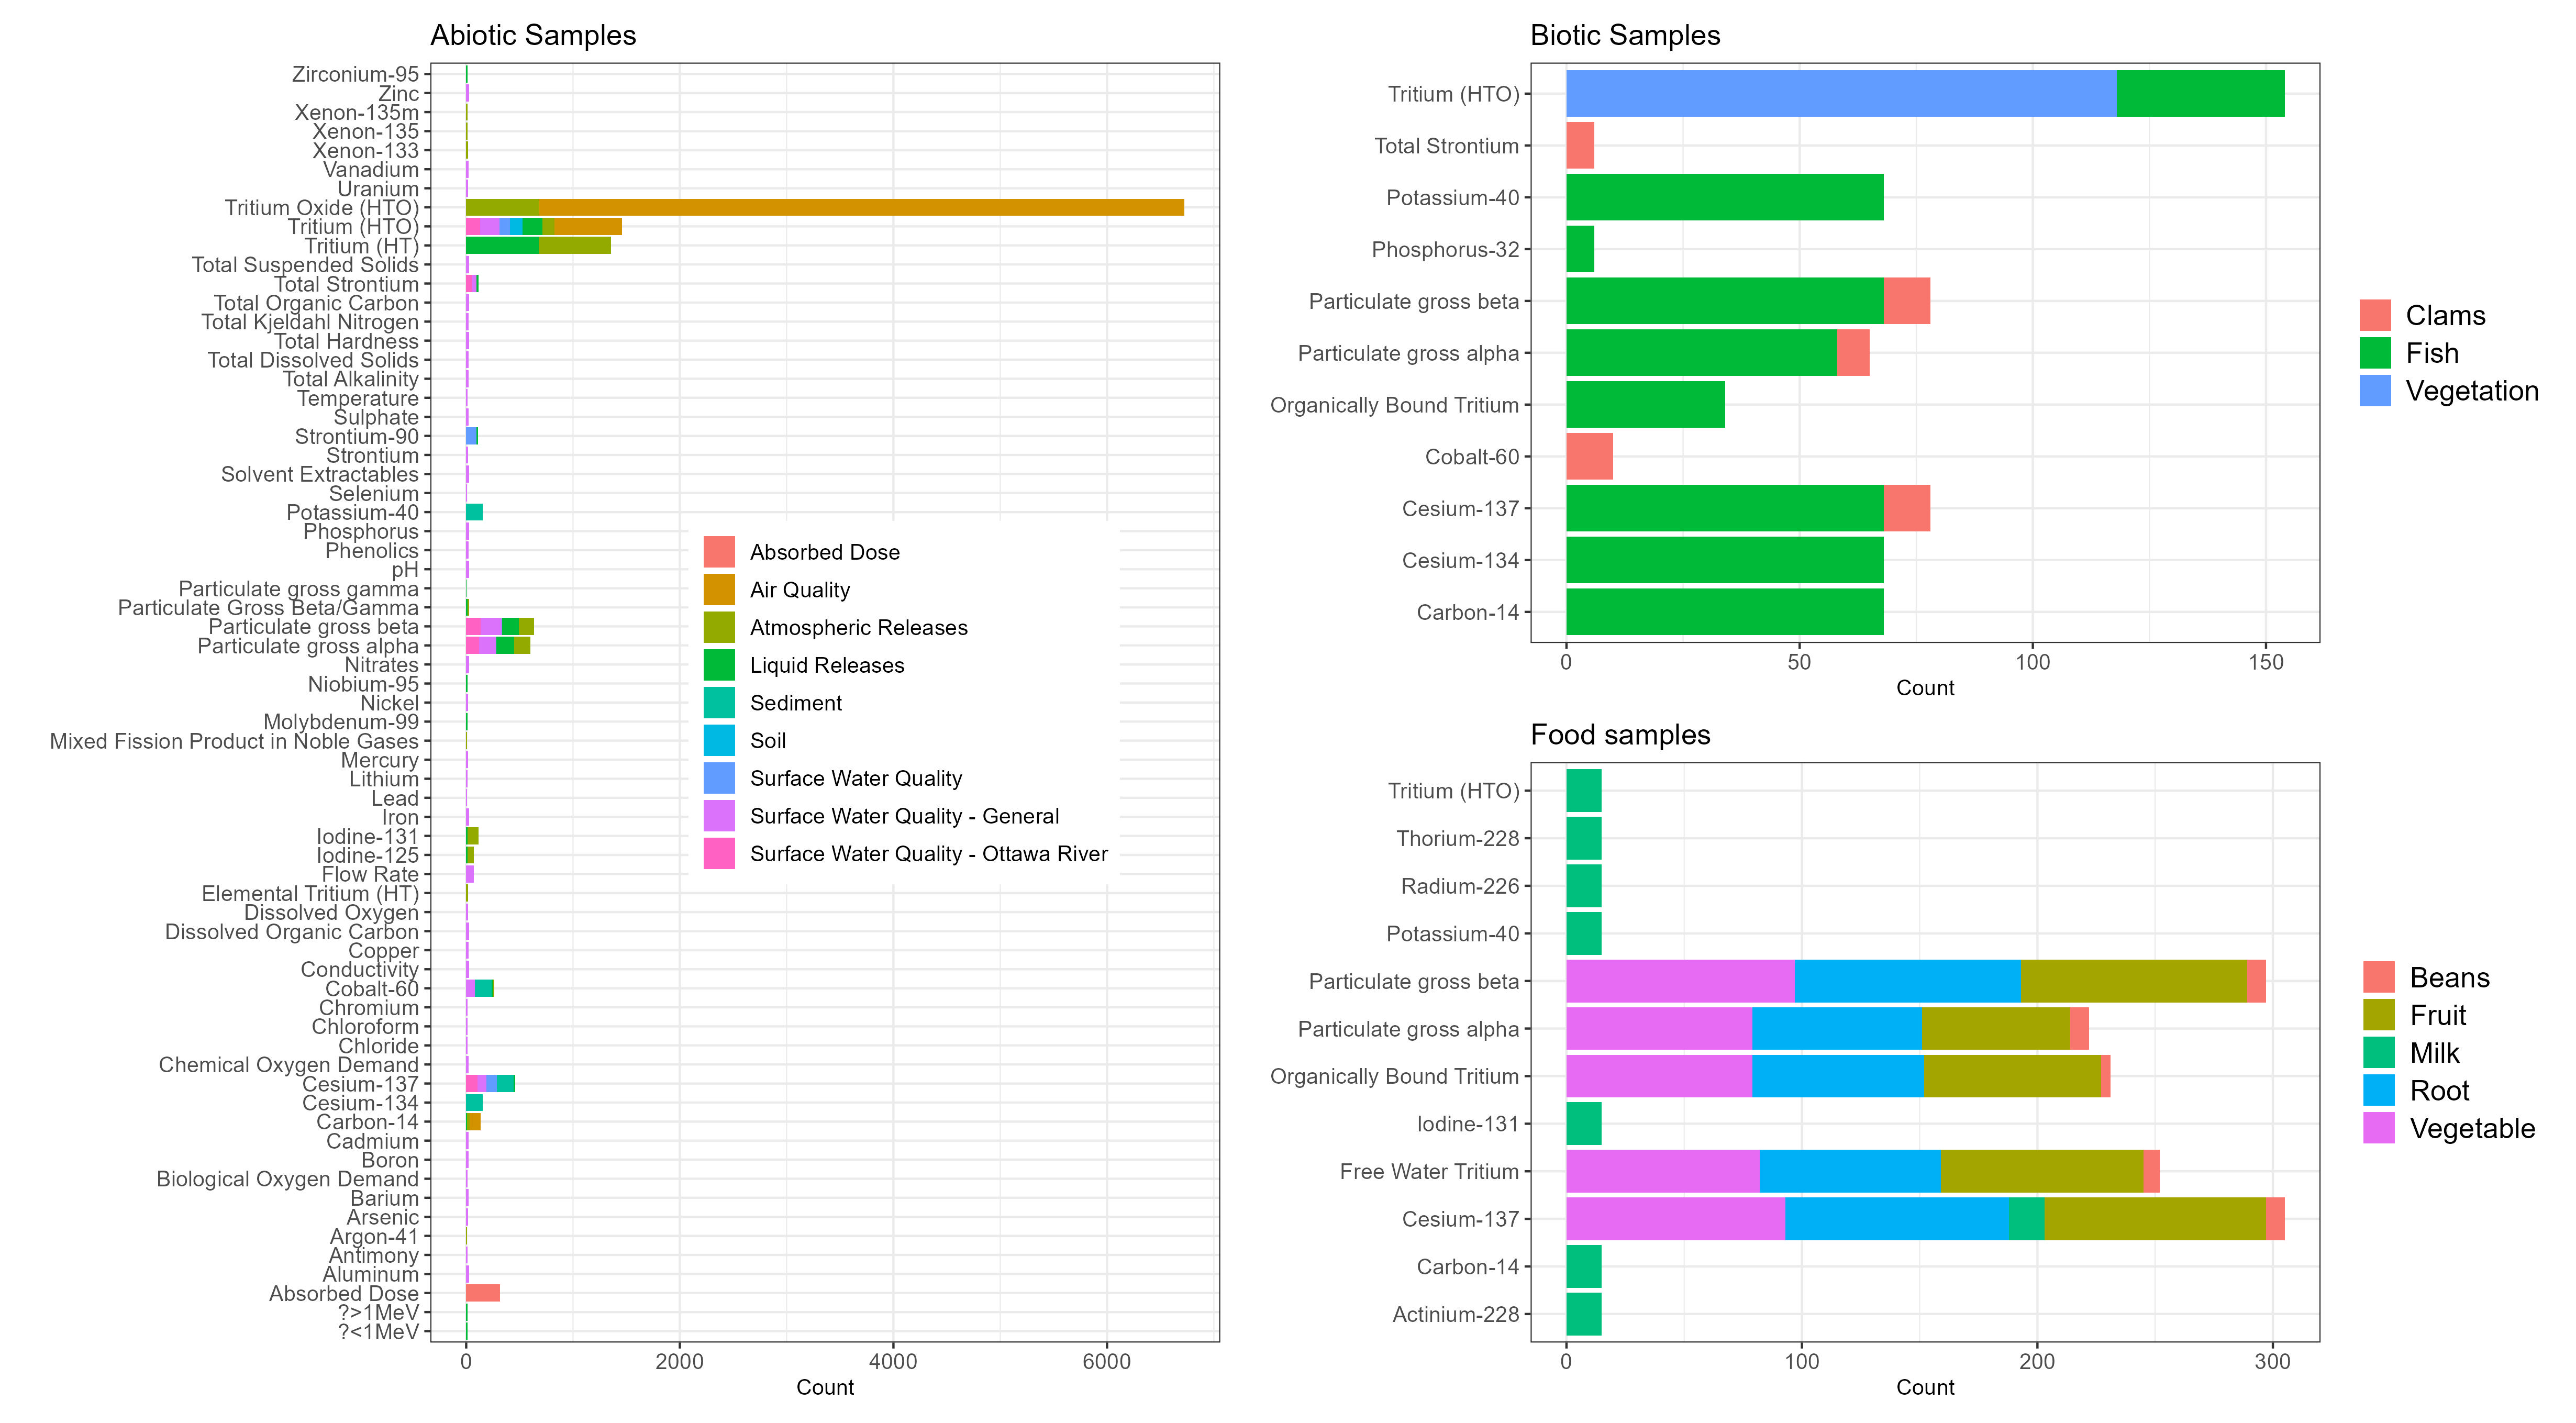 Abiotic Samples
Zirconium-95
Zinc
Xenon-135m
Xenon-135
Xenon-133
Vanadium
Uranium
Tritium Oxide (HTO)
Tritium (HTO)
Tritium (HT)
Total Suspended Solids
Total Strontium
Total Organic Carbon
Total Kjeldahl Nitrogen
Total Hardness
Total Dissolved Solids
Total Alkalinity
Temperature
Sulphate
Strontium-90
Strontium
Solvent Extractables
Selenium
Potassium-40
Phosphorus
Phenolics
pH
Particulate gross gamma
Particulate Gross Beta/Gamma
Particulate gross beta
Particulate gross alpha
Nitrates
Niobium-95
Nickel
Molybdenum-99
Mixed Fission Product in Noble Gases
Mercury
Lithium
Lead
Iron
Iodine-131
Iodine-125
Flow Rate
Elemental Tritium (HT)
Dissolved Oxygen
Dissolved Organic Carbon
Copper
Conductivity
Cobalt-60
Chromium
Chloroform
Chloride
Chemical Oxygen Demand
Cesium-137
Cesium-134
Carbon-14
Cadmium
Boron
Biological Oxygen Demand
Barium
Arsenic
Argon-41
Antimony
Aluminum
Absorbed Dose
?>1MeV
?<1MeV
0 2000 4000 6000
Count
Absorbed Dose
Air Quality
Atmospheric Releases
Liquid Releases
Sediment
Soil
Surface Water Quality
Surface Water Quality - General
Surface Water Quality - Ottawa River
Biotic Samples
Tritium (HTO)
Total Strontium
Potassium-40
Phosphorus-32
Particulate gross beta
Particulate gross alpha
Organically Bound Tritium
Cobalt-60
Cesium-137
Cesium-134
Carbon-14
0 50 100 150
Count
Clams
Fish
Vegetation
Food samples
Tritium (HTO)
Thorium-228
Radium-226
Potassium-40
Particulate gross beta
Particulate gross alpha
Organically Bound Tritium
Iodine-131
Free Water Tritium
Cesium-137
Carbon-14
Actinium-228
0 100 200 300
Count
Beans
Fruit
Milk
Root
Vegetable